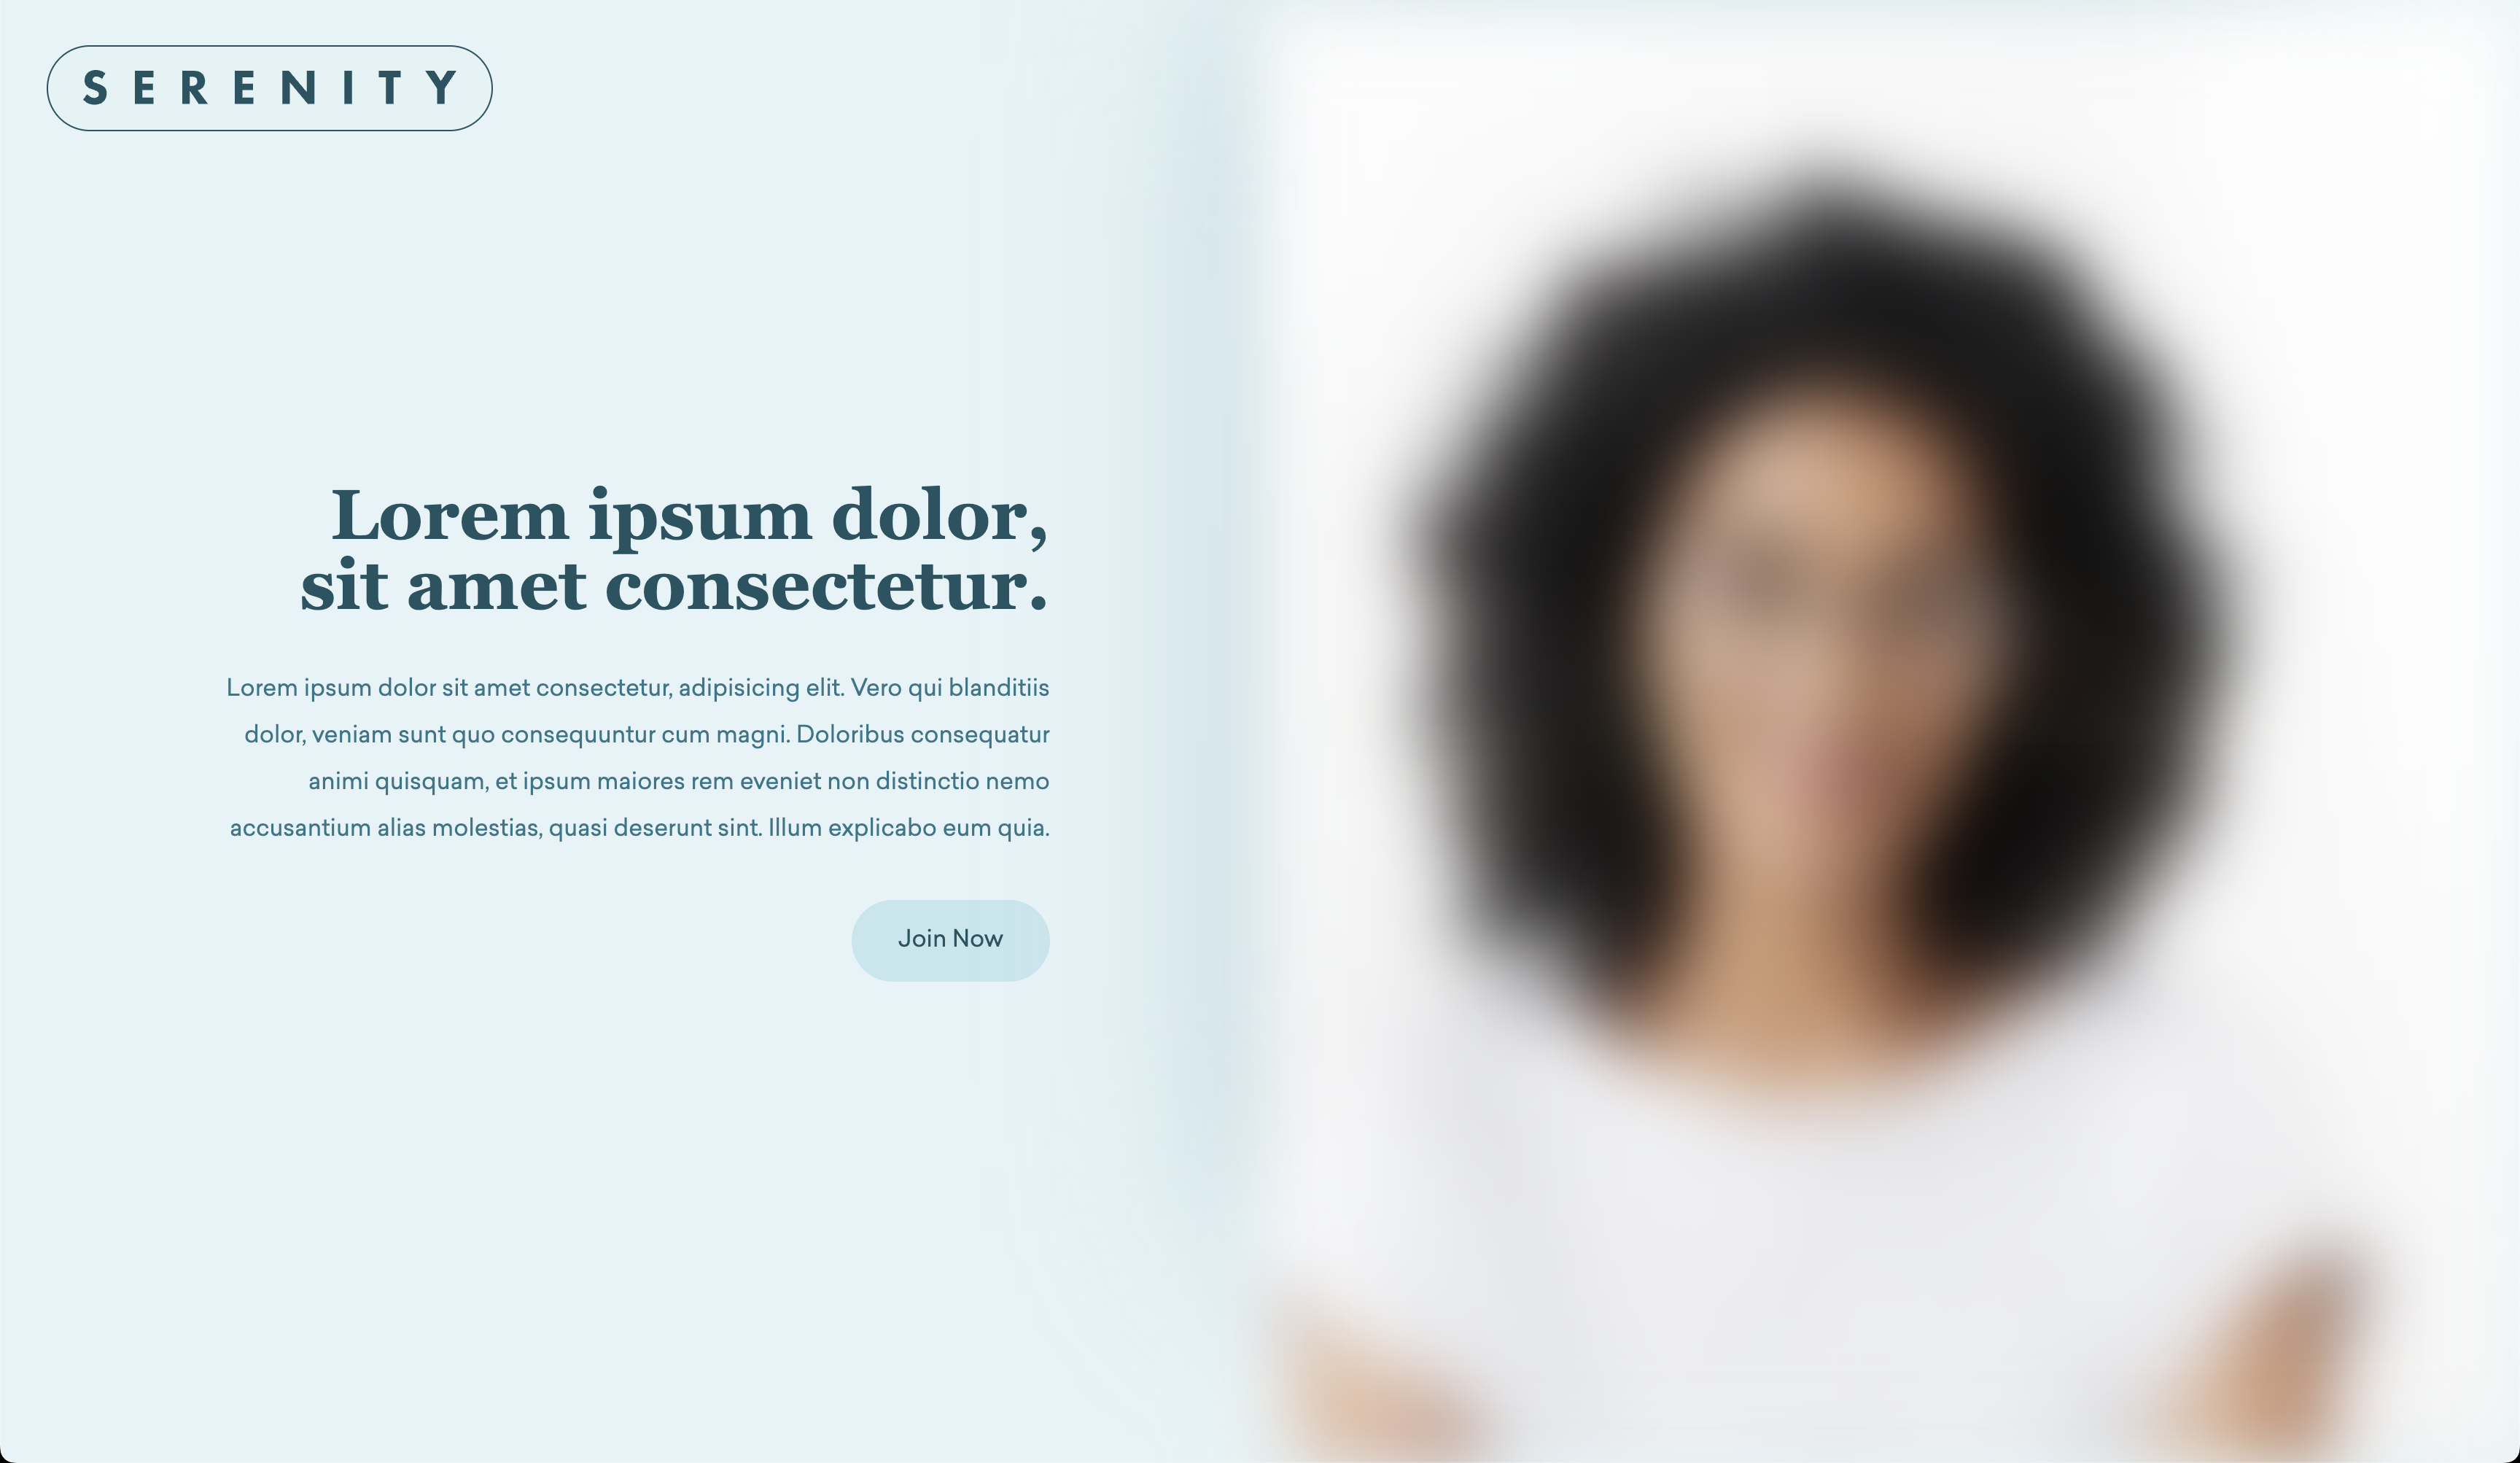 SERENITY
Lorem ipsum dolor,
sit amet consectetur.
Lorem ipsum dolor sit amet consectetur, adipisicing elit. Vero qui blanditiis
dolor, veniam sunt quo consequuntur cum magni. Doloribus consequatur
animi quisquam, et ipsum maiores rem eveniet non distinctio nemo
accusantium alias molestias, quasi deserunt sint. Illum explicabo eum quia.
Join Now